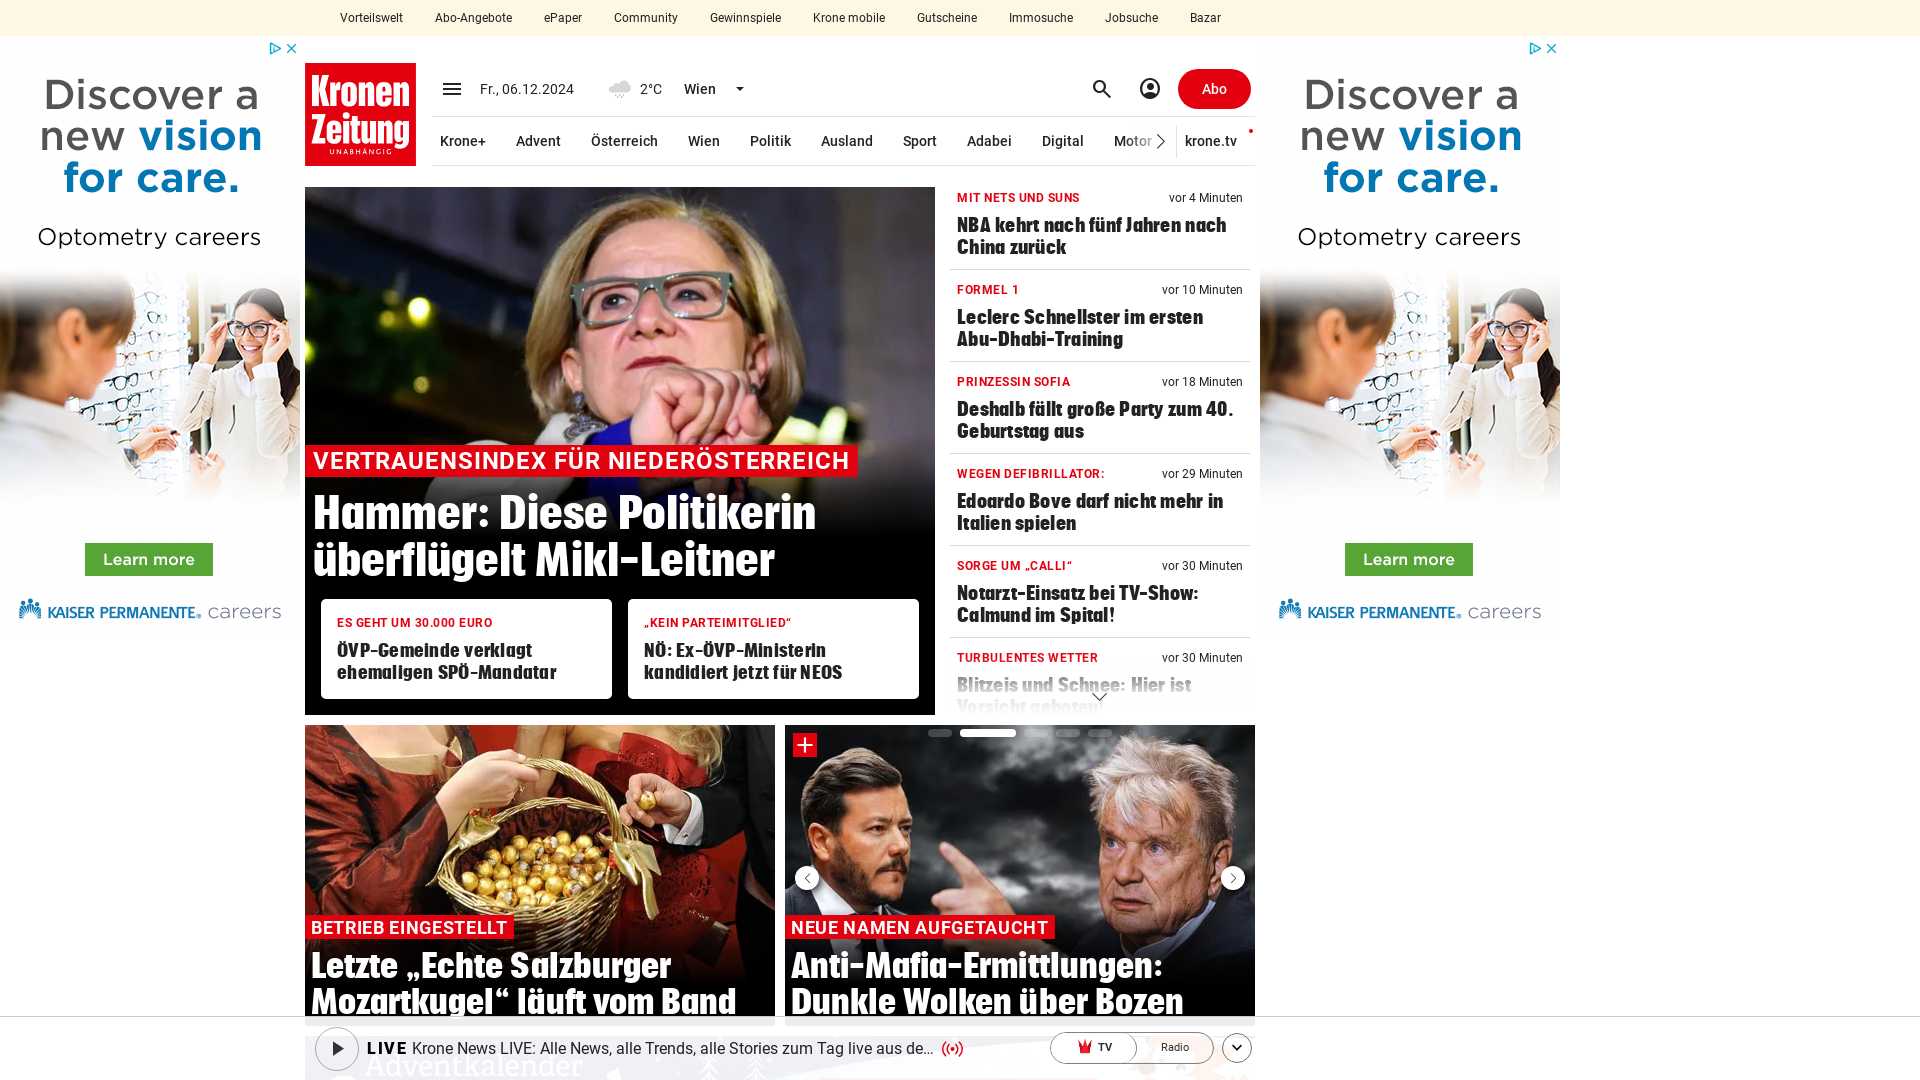 Vorteilswelt
Abo-Angebote
ePaper
Community
Gewinnspiele
Krone mobile
Gutscheine
Immosuche
Jobsuche
Bazar
Discover a
new vision
for care.
Optometry careers
Learn more
KAISER PERMANENTE® careers
Kronen
Zeitung
UNABHÄNGIG
Fr., 06.12.2024
2°C
Wien
Abo
Krone+
Advent
Österreich
Wien
Politik
Ausland
Sport
Adabei
Digital
Motor
krone.tv
VERTRAUENSINDEX FÜR NIEDERÖSTERREICH
Hammer: Diese Politikerin
überflügelt Mikl-Leitner
ES GEHT UM 30.000 EURO
ÖVP-Gemeinde verklagt
ehemaligen SPÖ-Mandatar
„KEIN PARTEIMITGLIED“
NÖ: Ex-ÖVP-Ministerin
kandidiert jetzt für NEOS
MIT NETS UND SUNS
vor 4 Minuten
NBA kehrt nach fünf Jahren nach
China zurück
FORMEL 1
vor 10 Minuten
Leclerc Schnellster im ersten
Abu-Dhabi-Training
PRINZESSIN SOFIA
vor 18 Minuten
Deshalb fällt große Party zum 40.
Geburtstag aus
WEGEN DEFIBRILLATOR:
vor 29 Minuten
Edoardo Bove darf nicht mehr in
Italien spielen
SORGE UM „CALLI“
vor 30 Minuten
Notarzt-Einsatz bei TV-Show:
Calmund im Spital!
TURBULENTES WETTER
vor 30 Minuten
Blitzeis und Schnee: Hier ist
Vorsicht geboten!
Discover a
new vision
for care.
Optometry careers
Learn more
KAISER PERMANENTE® careers
BETRIEB EINGESTELLT
Letzte „Echte Salzburger
Mozartkugel“ läuft vom Band
NEUE NAMEN AUFGETAUCHT
Anti-Mafia-Ermittlungen:
Dunkle Wolken über Bozen
LIVE Krone News LIVE: Alle News, alle Trends, alle Stories zum Tag live aus de...
TV
Radio
Adventkalender